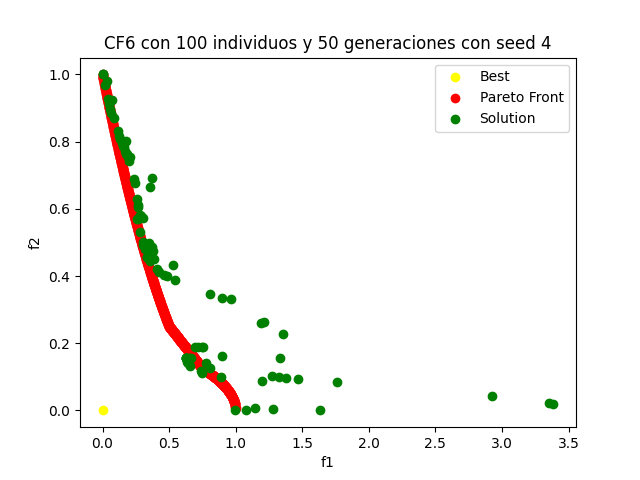 CF6 con 100 individuos y 50 generaciones con seed 4
Best
Pareto Front
Solution
1.0
0.8
0.6
0.4
0.2
0.0
f2
0.0 0.5 1.0 1.5 2.0 2.5 3.0 3.5
f1